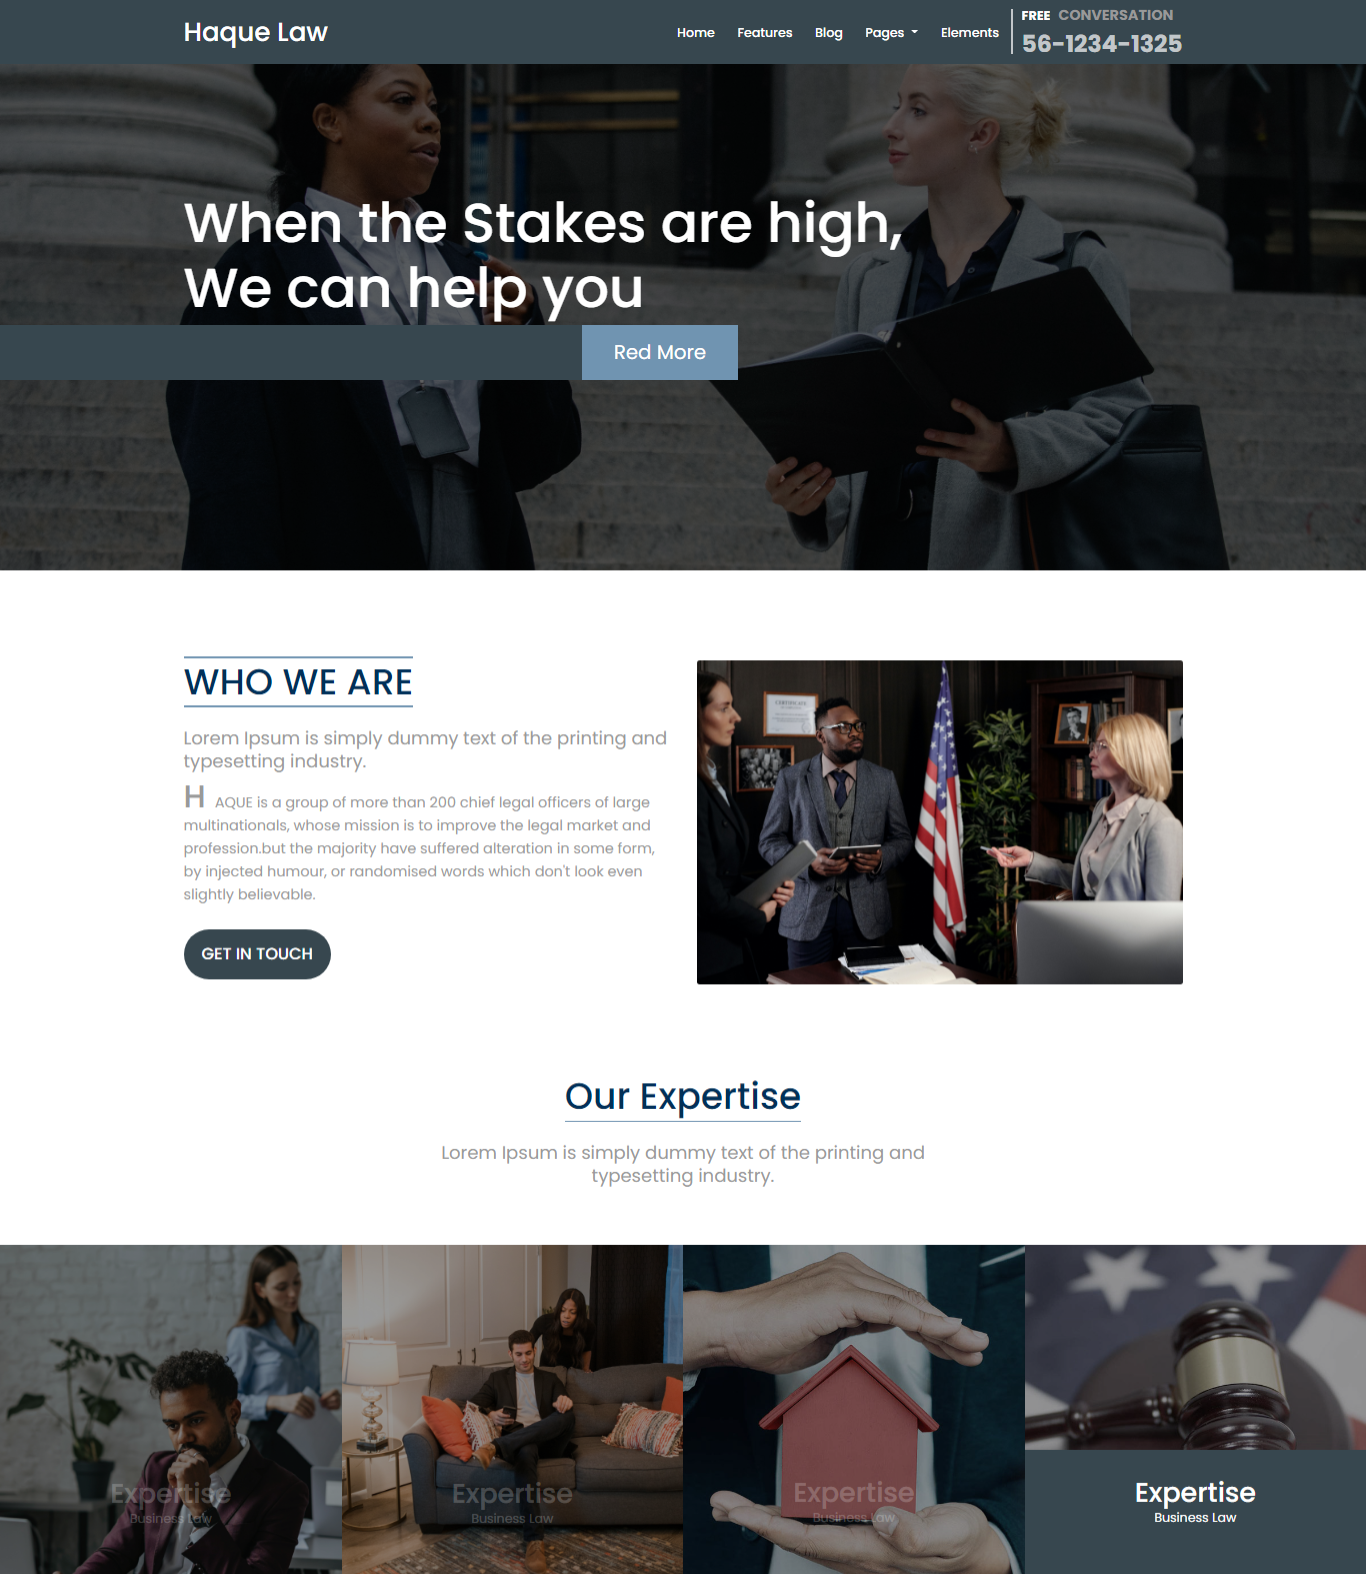 Haque Law
Home Features Blog Pages Elements
FREE CONVERSATION
56-1234-1325
When the Stakes are high,
We can help you
Red More
WHO WE ARE
Lorem Ipsum is simply dummy text of the printing and
typesetting industry.
H AQUE is a group of more than 200 chief legal officers of large
multinationals, whose mission is to improve the legal market and
profession.but the majority have suffered alteration in some form,
by injected humour, or randomised words which don't look even
slightly believable.
GET IN TOUCH
CERTIFICATE
Our Expertise
Lorem Ipsum is simply dummy text of the printing and
typesetting industry.
Expertise
Business Law
Expertise
Business Law
Expertise
Business Law
Expertise
Business Law